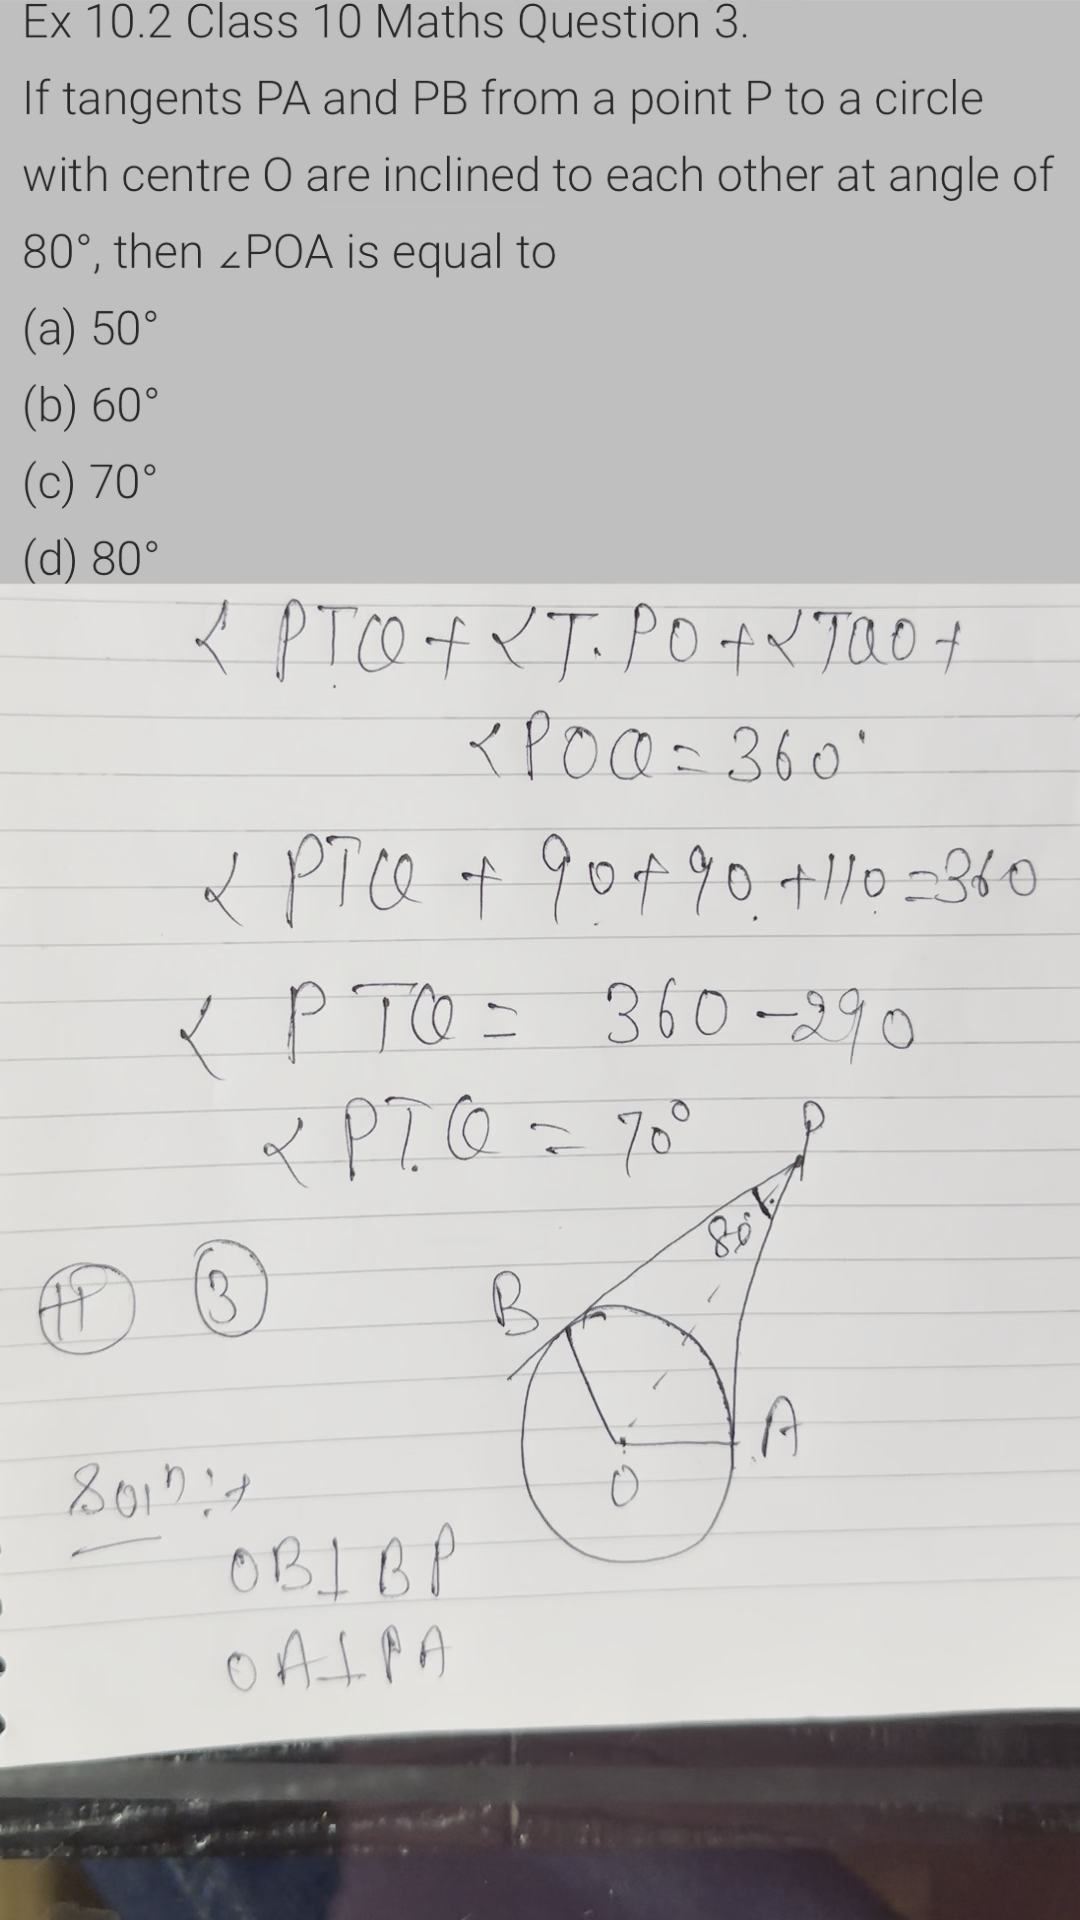 Ex 10.2 Class 10 Maths Question 3.
If tangents PA and PB from a point P to a circle
with centre O are inclined to each other at angle of
80°, then ∠POA is equal to
(a) 50°
(b) 60°
(c) 70°
(d) 80°
∠ PTQ + ∠T.PO + ∠TQO +
∠POQ = 360°
∠ PTQ + 90 + 90 + 110 = 360
∠ PTQ = 360 - 290
∠PT.Q = 70°
P
80°
3
B
A
O
Soln :+
OB⊥BP
OA⊥PA